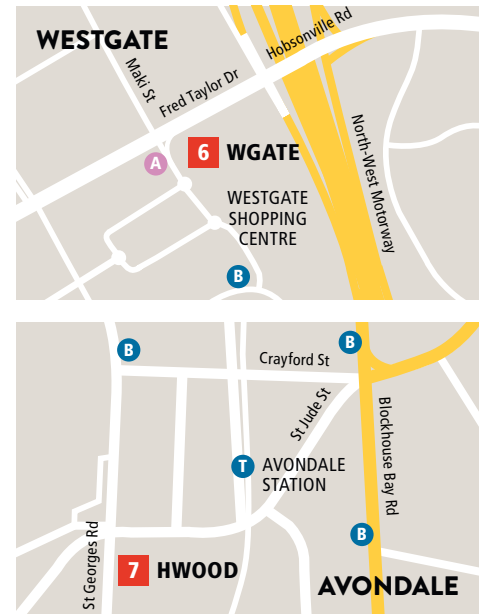 WESTGATE
Hobsonville Rd
Maki St
Fred Taylor Dr
A
6 WGATE
North-West Motorway
WESTGATE
SHOPPING
CENTRE
B
B
B
Crayford St
St Jude St
Blockhouse Bay Rd
T
AVONDALE
STATION
B
St Georges Rd
7 HWOOD
AVONDALE